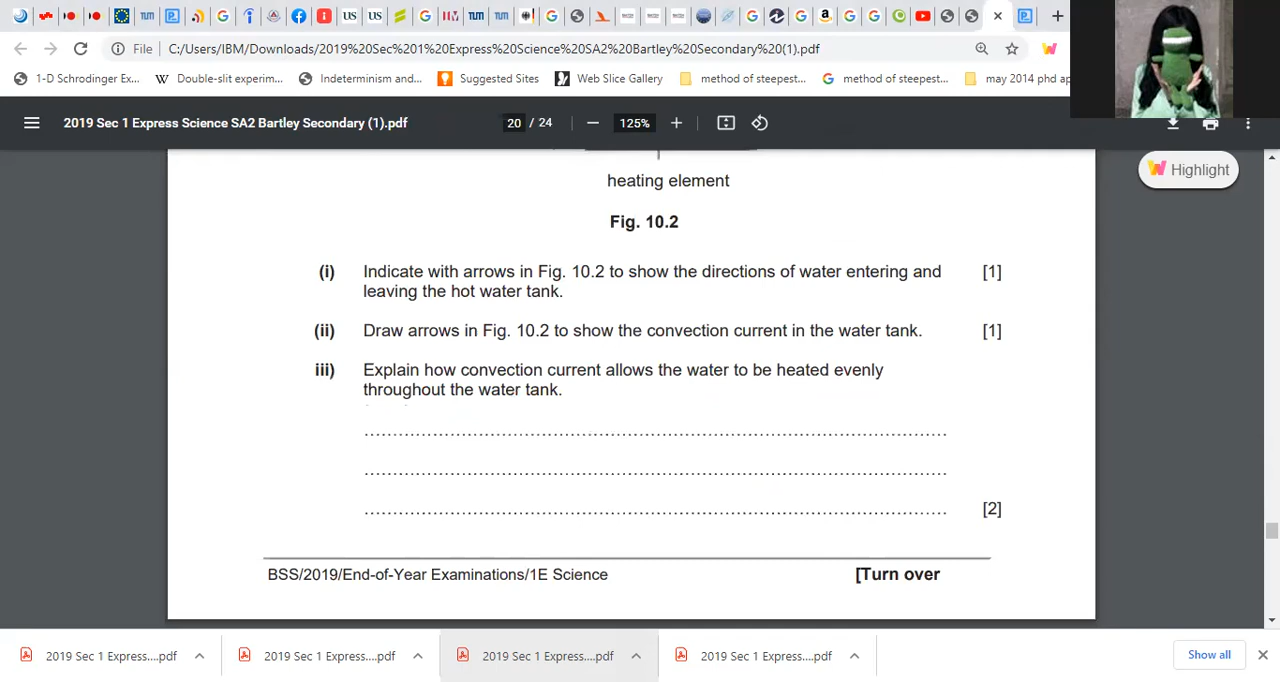 File
C:/Users/IBM/Downloads/2019%20Sec%201%20Express%20Science%20SA2%20Bartley%20Secondary%20(1).pdf
1-D Schrodinger Ex...
Double-slit experim...
Indeterminism and...
Suggested Sites
Web Slice Gallery
method of steepest...
method of steepest...
may 2014 phd ap
2019 Sec 1 Express Science SA2 Bartley Secondary (1).pdf
20 / 24
125%
Highlight
heating element
Fig. 10.2
(i) Indicate with arrows in Fig. 10.2 to show the directions of water entering and [1]
leaving the hot water tank.
(ii) Draw arrows in Fig. 10.2 to show the convection current in the water tank. [1]
iii) Explain how convection current allows the water to be heated evenly
throughout the water tank.
[2]
BSS/2019/End-of-Year Examinations/1E Science [Turn over
2019 Sec 1 Express....pdf
2019 Sec 1 Express....pdf
2019 Sec 1 Express....pdf
2019 Sec 1 Express....pdf
Show all